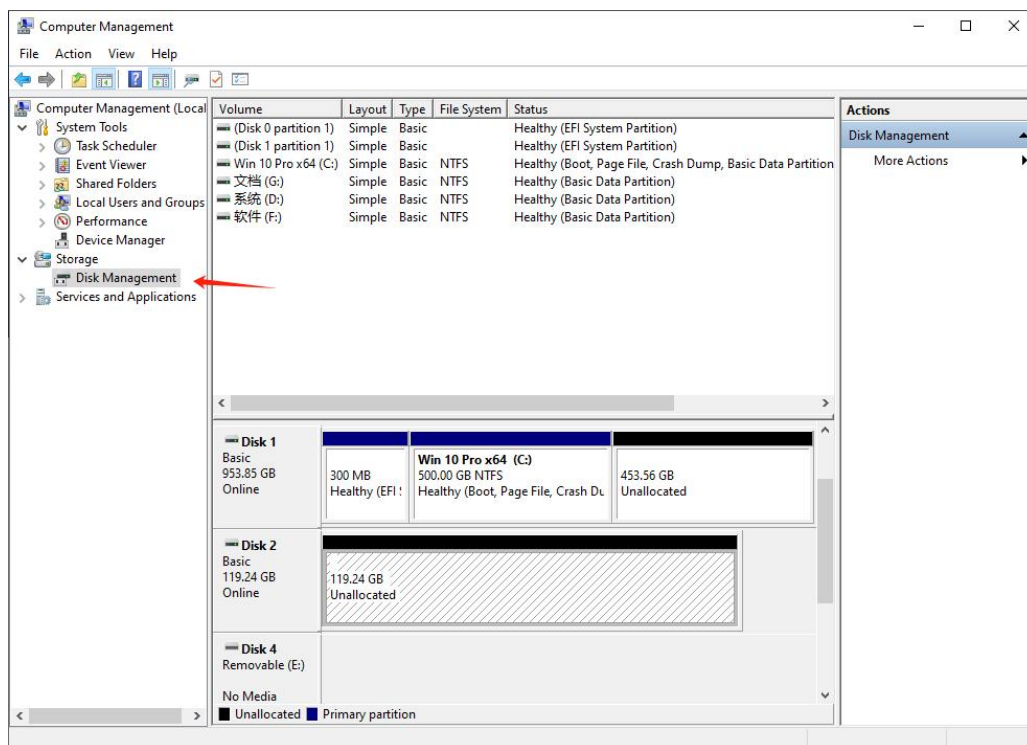 Computer Management
File Action View Help
Computer Management (Local
System Tools
Task Scheduler
Event Viewer
Shared Folders
Local Users and Groups
Performance
Device Manager
Storage
Disk Management
Services and Applications
Volume Layout Type File System Status
(Disk 0 partition 1) Simple Basic Healthy (EFI System Partition)
(Disk 1 partition 1) Simple Basic Healthy (EFI System Partition)
Win 10 Pro x64 (C:) Simple Basic NTFS Healthy (Boot, Page File, Crash Dump, Basic Data Partition
文档 (G:) Simple Basic NTFS Healthy (Basic Data Partition)
系统 (D:) Simple Basic NTFS Healthy (Basic Data Partition)
软件 (F:) Simple Basic NTFS Healthy (Basic Data Partition)
Disk 1
Basic
953.85 GB
Online
300 MB
Healthy (EFI :
Win 10 Pro x64 (C:)
500.00 GB NTFS
Healthy (Boot, Page File, Crash Du
453.56 GB
Unallocated
Disk 2
Basic
119.24 GB
Online
119.24 GB
Unallocated
Disk 4
Removable (E:)
No Media
Unallocated Primary partition
Actions
Disk Management
More Actions